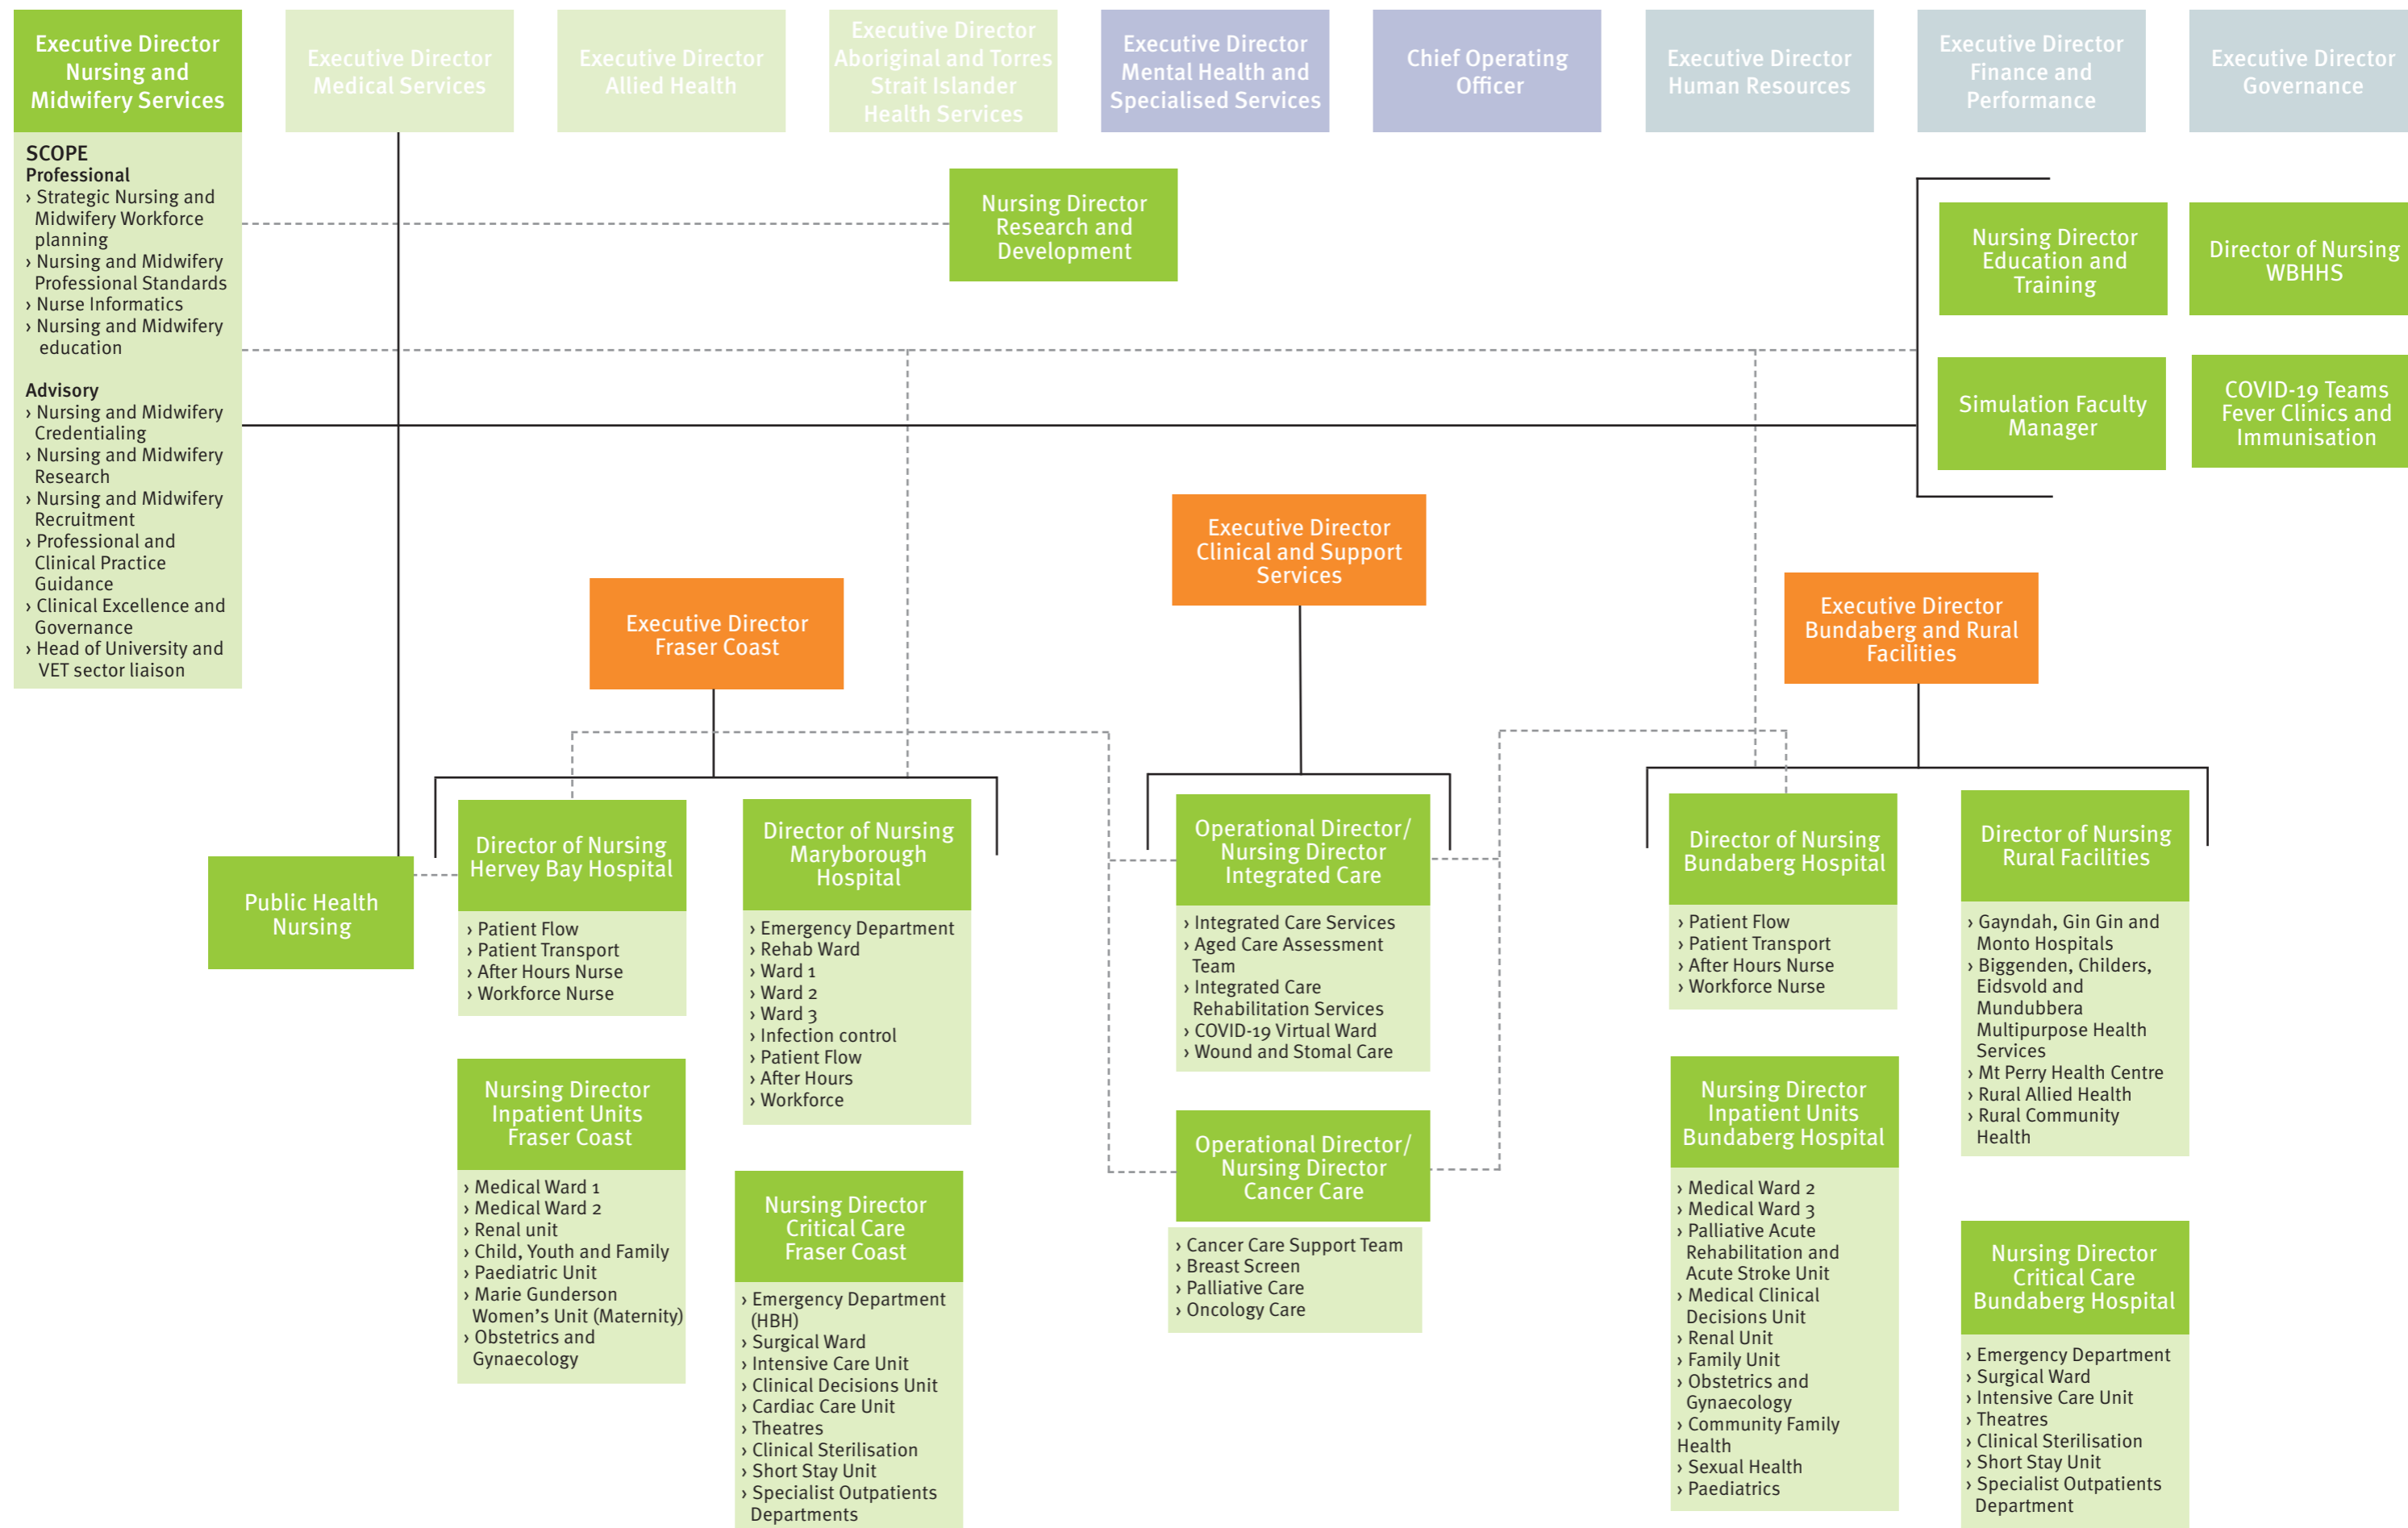 Executive Director
Nursing and
Midwifery Services
Executive Director
Medical Services
Executive Director
Allied Health
Executive Director
Aboriginal and Torres
Strait Islander
Health Services
Executive Director
Mental Health and
Specialised Services
Chief Operating
Officer
Executive Director
Human Resources
Executive Director
Finance and
Performance
Executive Director
Governance
SCOPE
Professional
› Strategic Nursing and
Midwifery Workforce
planning
› Nursing and Midwifery
Professional Standards
› Nurse Informatics
› Nursing and Midwifery
education
Advisory
› Nursing and Midwifery
Credentialing
› Nursing and Midwifery
Research
› Nursing and Midwifery
Recruitment
› Professional and
Clinical Practice
Guidance
› Clinical Excellence and
Governance
› Head of University and
VET sector liaison
Nursing Director
Research and
Development
Nursing Director
Education and
Training
Director of Nursing
WBHHS
Simulation Faculty
Manager
COVID-19 Teams
Fever Clinics and
Immunisation
Executive Director
Fraser Coast
Executive Director
Clinical and Support
Services
Executive Director
Bundaberg and Rural
Facilities
Public Health
Nursing
Director of Nursing
Hervey Bay Hospital
› Patient Flow
› Patient Transport
› After Hours Nurse
› Workforce Nurse
Nursing Director
Inpatient Units
Fraser Coast
› Medical Ward 1
› Medical Ward 2
› Renal unit
› Child, Youth and Family
› Paediatric Unit
› Marie Gunderson
Women's Unit (Maternity)
› Obstetrics and
Gynaecology
Director of Nursing
Maryborough
Hospital
› Emergency Department
› Rehab Ward
› Ward 1
› Ward 2
› Ward 3
› Infection control
› Patient Flow
› After Hours
› Workforce
Nursing Director
Critical Care
Fraser Coast
› Emergency Department
(HBH)
› Surgical Ward
› Intensive Care Unit
› Clinical Decisions Unit
› Cardiac Care Unit
› Theatres
› Clinical Sterilisation
› Short Stay Unit
› Specialist Outpatients
Departments
Operational Director/
Nursing Director
Integrated Care
› Integrated Care Services
› Aged Care Assessment
Team
› Integrated Care
Rehabilitation Services
› COVID-19 Virtual Ward
› Wound and Stomal Care
Operational Director/
Nursing Director
Cancer Care
› Cancer Care Support Team
› Breast Screen
› Palliative Care
› Oncology Care
Director of Nursing
Bundaberg Hospital
› Patient Flow
› Patient Transport
› After Hours Nurse
› Workforce Nurse
Nursing Director
Inpatient Units
Bundaberg Hospital
› Medical Ward 2
› Medical Ward 3
› Palliative Acute
Rehabilitation and
Acute Stroke Unit
› Medical Clinical
Decisions Unit
› Renal Unit
› Family Unit
› Obstetrics and
Gynaecology
› Community Family
Health
› Sexual Health
› Paediatrics
Director of Nursing
Rural Facilities
› Gayndah, Gin Gin and
Monto Hospitals
› Biggenden, Childers,
Eidsvold and
Mundubbera
Multipurpose Health
Services
› Mt Perry Health Centre
› Rural Allied Health
› Rural Community
Health
Nursing Director
Critical Care
Bundaberg Hospital
› Emergency Department
› Surgical Ward
› Intensive Care Unit
› Theatres
› Clinical Sterilisation
› Short Stay Unit
› Specialist Outpatients
Department